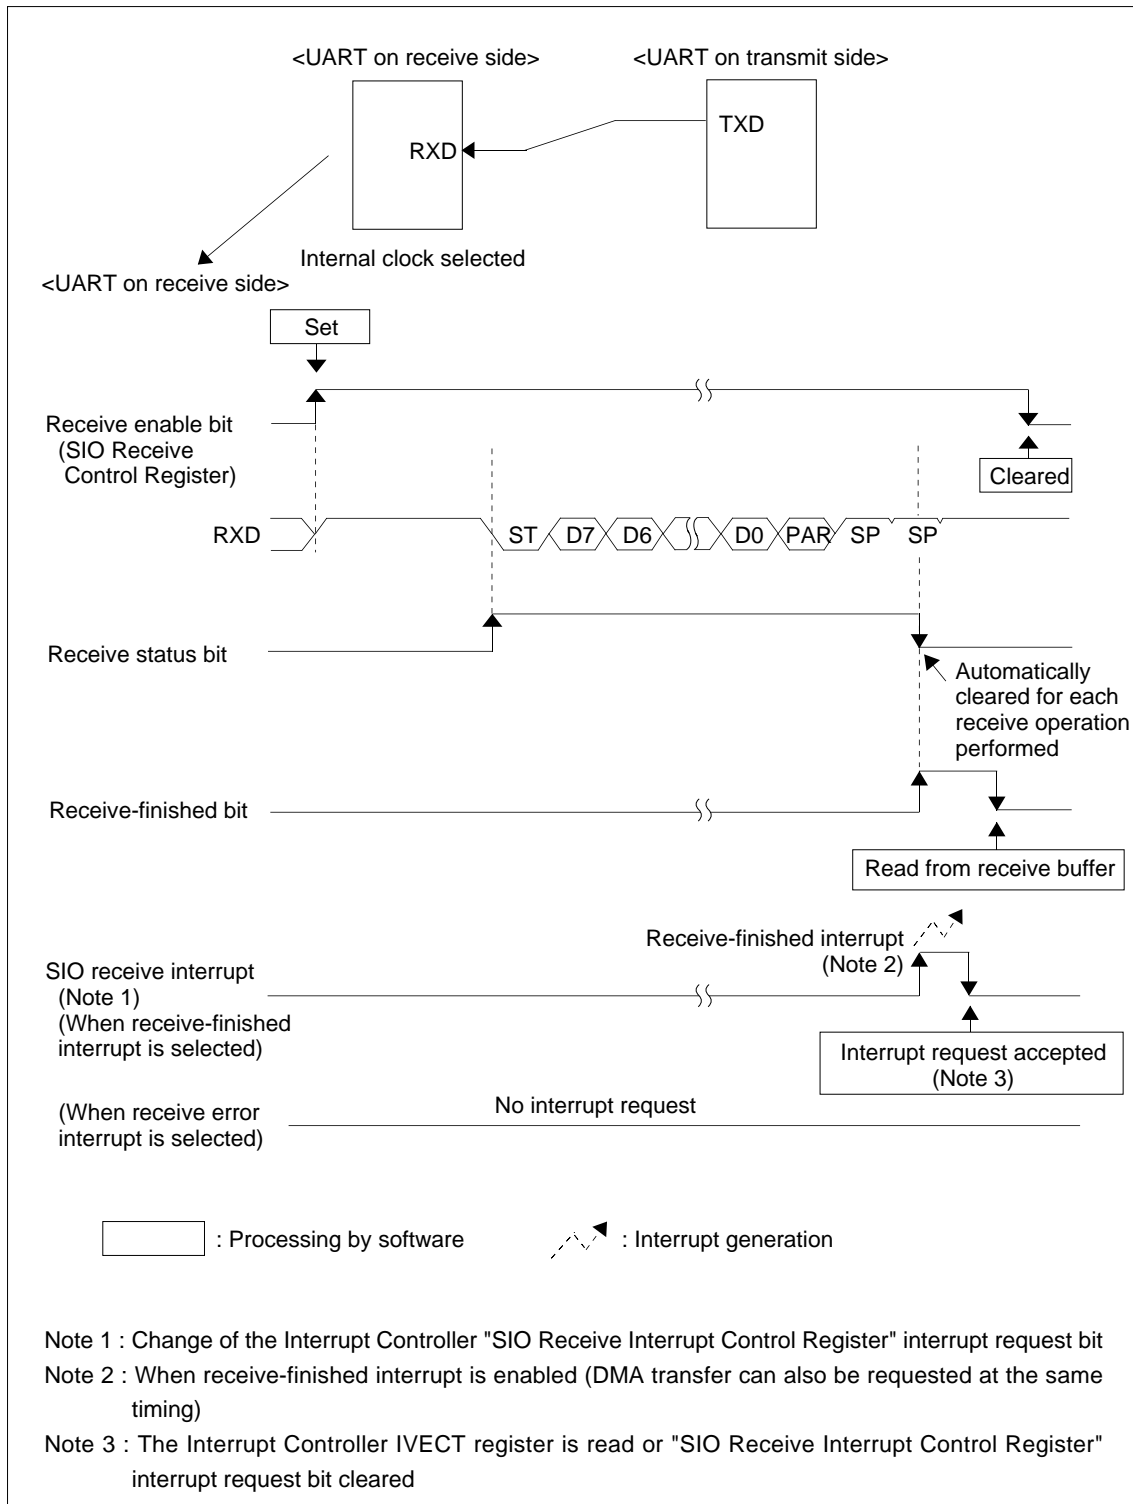 <UART on receive side>
<UART on transmit side>
TXD
RXD
Internal clock selected
<UART on receive side>
Set
Receive enable bit
(SIO Receive
Control Register)
Cleared
RXD
ST D7 D6 D0 PAR SP SP
Receive status bit
Automatically
cleared for each
receive operation
performed
Receive-finished bit
Read from receive buffer
Receive-finished interrupt
(Note 2)
SIO receive interrupt
(Note 1)
(When receive-finished
interrupt is selected)
Interrupt request accepted
(Note 3)
(When receive error
interrupt is selected)
No interrupt request
: Processing by software
: Interrupt generation
Note 1 : Change of the Interrupt Controller "SIO Receive Interrupt Control Register" interrupt request bit
Note 2 : When receive-finished interrupt is enabled (DMA transfer can also be requested at the same
timing)
Note 3 : The Interrupt Controller IVECT register is read or "SIO Receive Interrupt Control Register"
interrupt request bit cleared